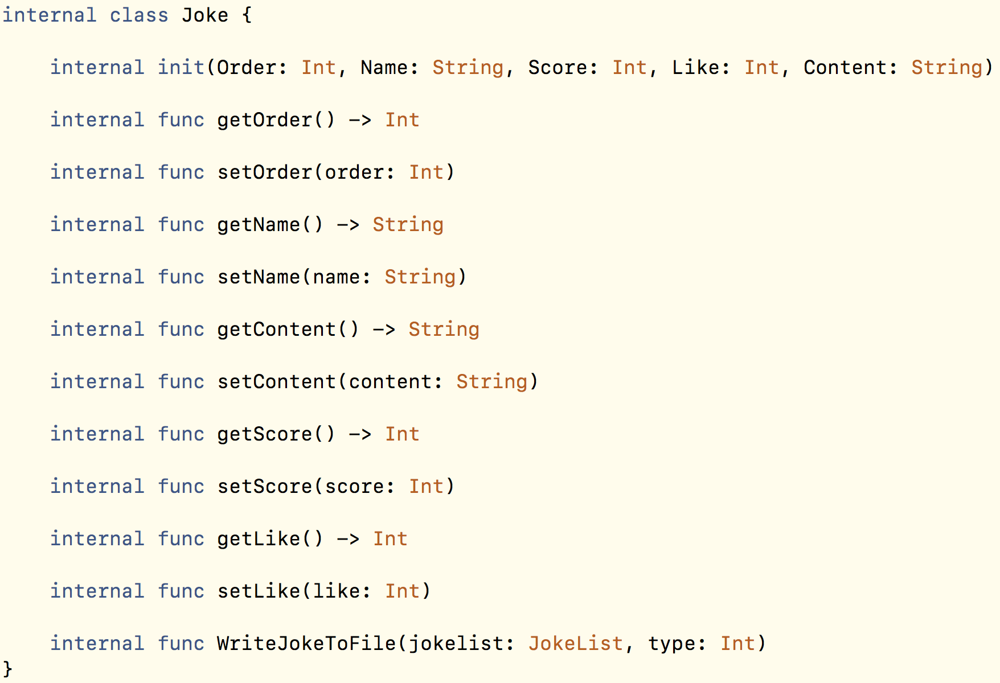 internal class Joke {
internal init(Order: Int, Name: String, Score: Int, Like: Int, Content: String)
internal func getOrder() -> Int
internal func setOrder(order: Int)
internal func getName() -> String
internal func setName(name: String)
internal func getContent() -> String
internal func setContent(content: String)
internal func getScore() -> Int
internal func setScore(score: Int)
internal func getLike() -> Int
internal func setLike(like: Int)
internal func WriteJokeToFile(jokelist: JokeList, type: Int)
}